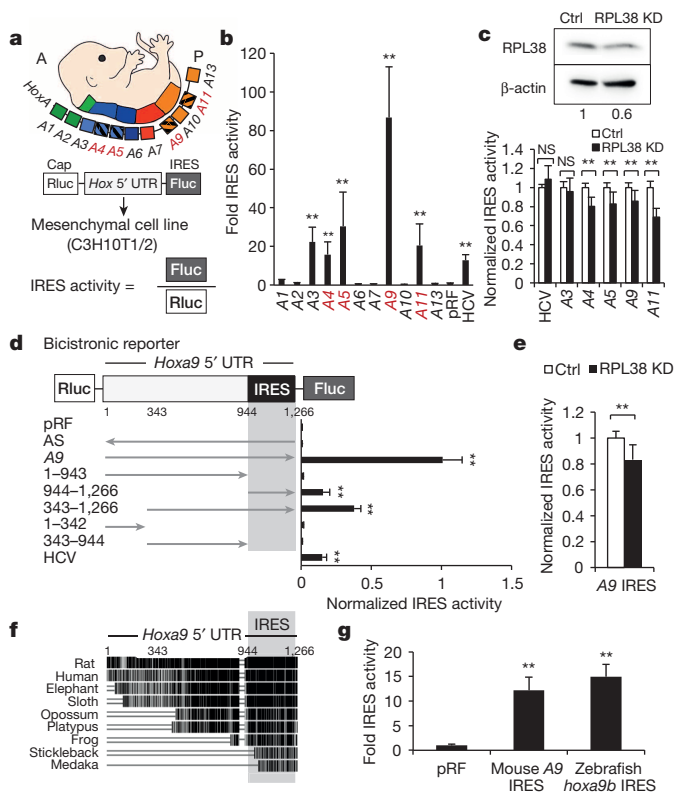 a
A
P
HoxA
A1 A2 A3 A4 A5 A6 A7 A9 A10 A11 A13
Cap
IRES
Rluc
Hox 5′ UTR
Fluc
Mesenchymal cell line
(C3H10T1/2)
IRES activity =
Fluc
Rluc
b
Fold IRES activity
120
100
80
60
40
20
0
**
**
**
**
**
**
A1 A2 A3 A4 A5 A6 A7 A9 A10 A11 A13 pRF HCV
c
Ctrl RPL38 KD
RPL38
β-actin
1 0.6
Ctrl
RPL38 KD
Normalized IRES activity
1.4
1.2
1
0.8
0.6
0.4
0.2
0
NS NS ** ** ** **
HCV A3 A4 A5 A9 A11
d Bicistronic reporter
Hoxa9 5′ UTR
Rluc
IRES
Fluc
1 343 944 1,266
pRF
AS
A9
**
1–943
944–1,266
**
343–1,266
**
1–342
343–944
HCV
**
0 0.5 1 1.5
Normalized IRES activity
e
Ctrl RPL38 KD
Normalized IRES activity
1.2
1
0.8
0.6
0.4
0.2
0
**
A9 IRES
f
IRES
Hoxa9 5′ UTR
1 343 944 1,266
Rat
Human
Elephant
Sloth
Opossum
Platypus
Frog
Stickleback
Medaka
g
Fold IRES activity
20
15
10
5
0
**
**
pRF
Mouse A9
IRES
Zebrafish
hoxa9b IRES